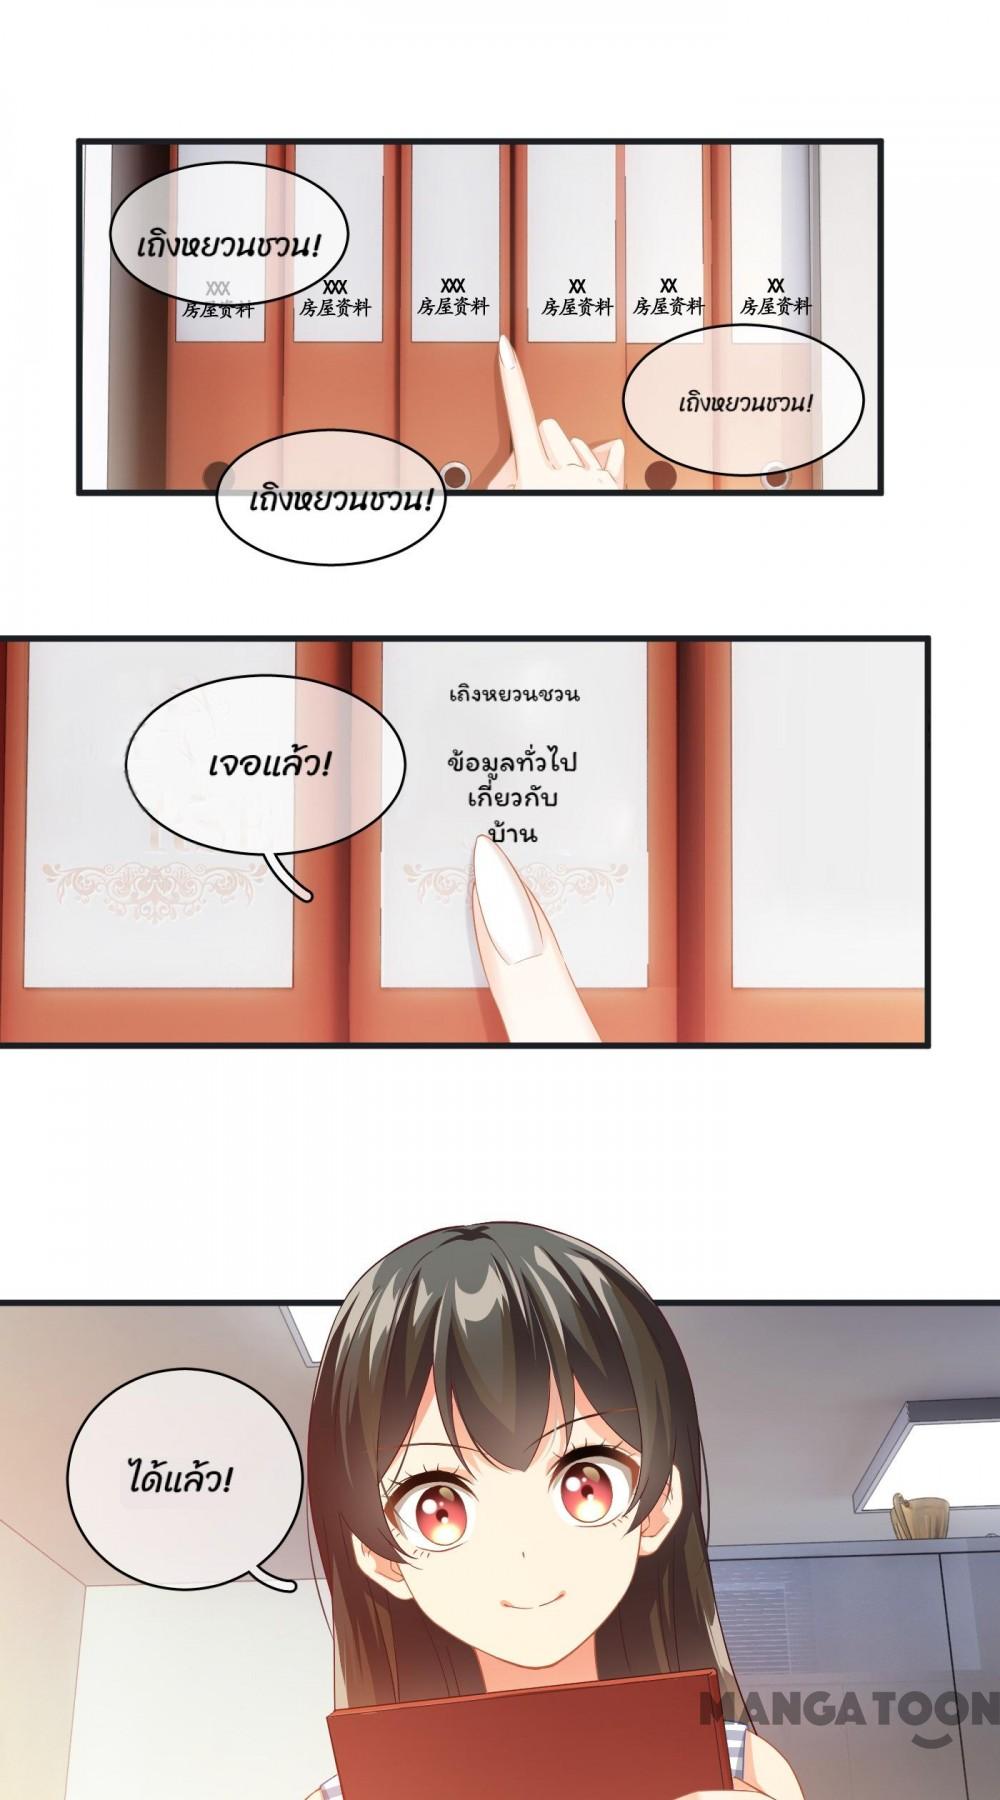 เถิงหยวนชวน!
XXX
房屋资料
XXX
房屋资料
XXX
房屋资料
XX
房屋资料
XX
房屋资料
XX
房屋资料
เถิงหยวนชวน!
เถิงหยวนชวน!
เจอแล้ว!
เถิงหยวนชวน
ข้อมูลทั่วไป
เกี่ยวกับ
บ้าน
ได้แล้ว!
MANGATOON